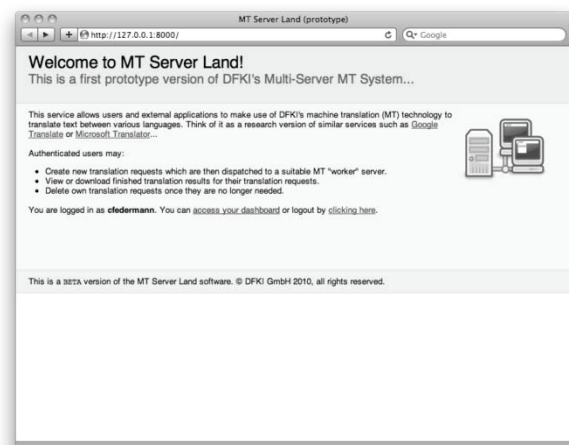 MT Server Land (prototype)
http://127.0.0.1:8000/
Google
Welcome to MT Server Land!
This is a first prototype version of DFKI's Multi-Server MT System...
This service allows users and external applications to make use of DFKI's machine translation (MT) technology to
translate text between various languages. Think of it as a research version of similar services such as Google
Translate or Microsoft Translator...
Authenticated users may:
• Create new translation requests which are then dispatched to a suitable MT "worker" server.
• View or download finished translation results for their translation requests.
• Delete own translation requests once they are no longer needed.
You are logged in as cfedermann. You can access your dashboard or logout by clicking here.
This is a BETA version of the MT Server Land software. © DFKI GmbH 2010, all rights reserved.